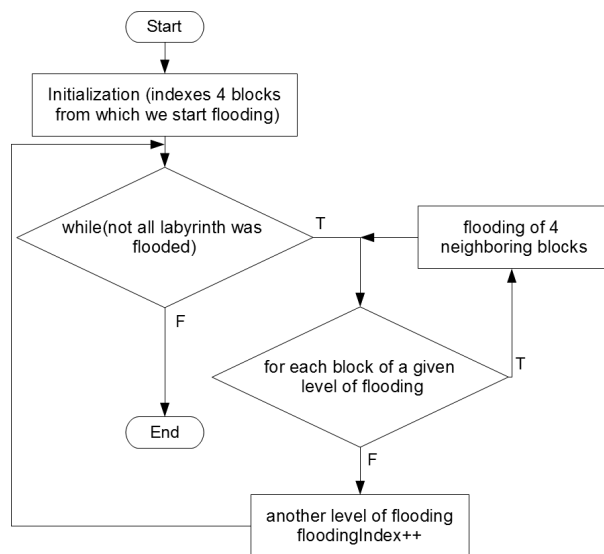 Start
Initialization (indexes 4 blocks
from which we start flooding)
while(not all labyrinth was
flooded)
T
flooding of 4
neighboring blocks
F
for each block of a given
level of flooding
T
End
F
another level of flooding
floodingIndex++